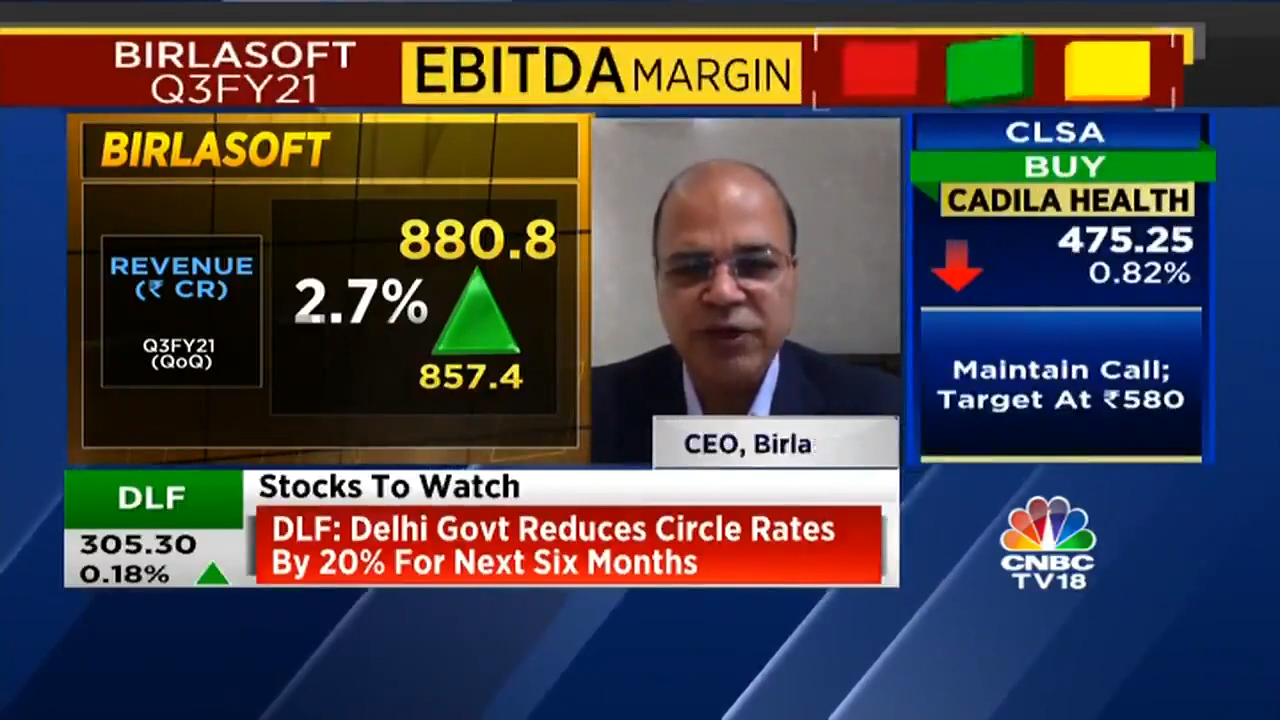 BIRLASOFT
Q3FY21
EBITDA MARGIN
BIRLASOFT
REVENUE
(₹ CR)
Q3FY21
(QoQ)
880.8
2.7%
857.4
CEO, Birla
CLSA
BUY
CADILA HEALTH
475.25
0.82%
Maintain Call;
Target At ₹580
DLF
305.30
0.18%
Stocks To Watch
DLF: Delhi Govt Reduces Circle Rates
By 20% For Next Six Months
CNBC
TV18